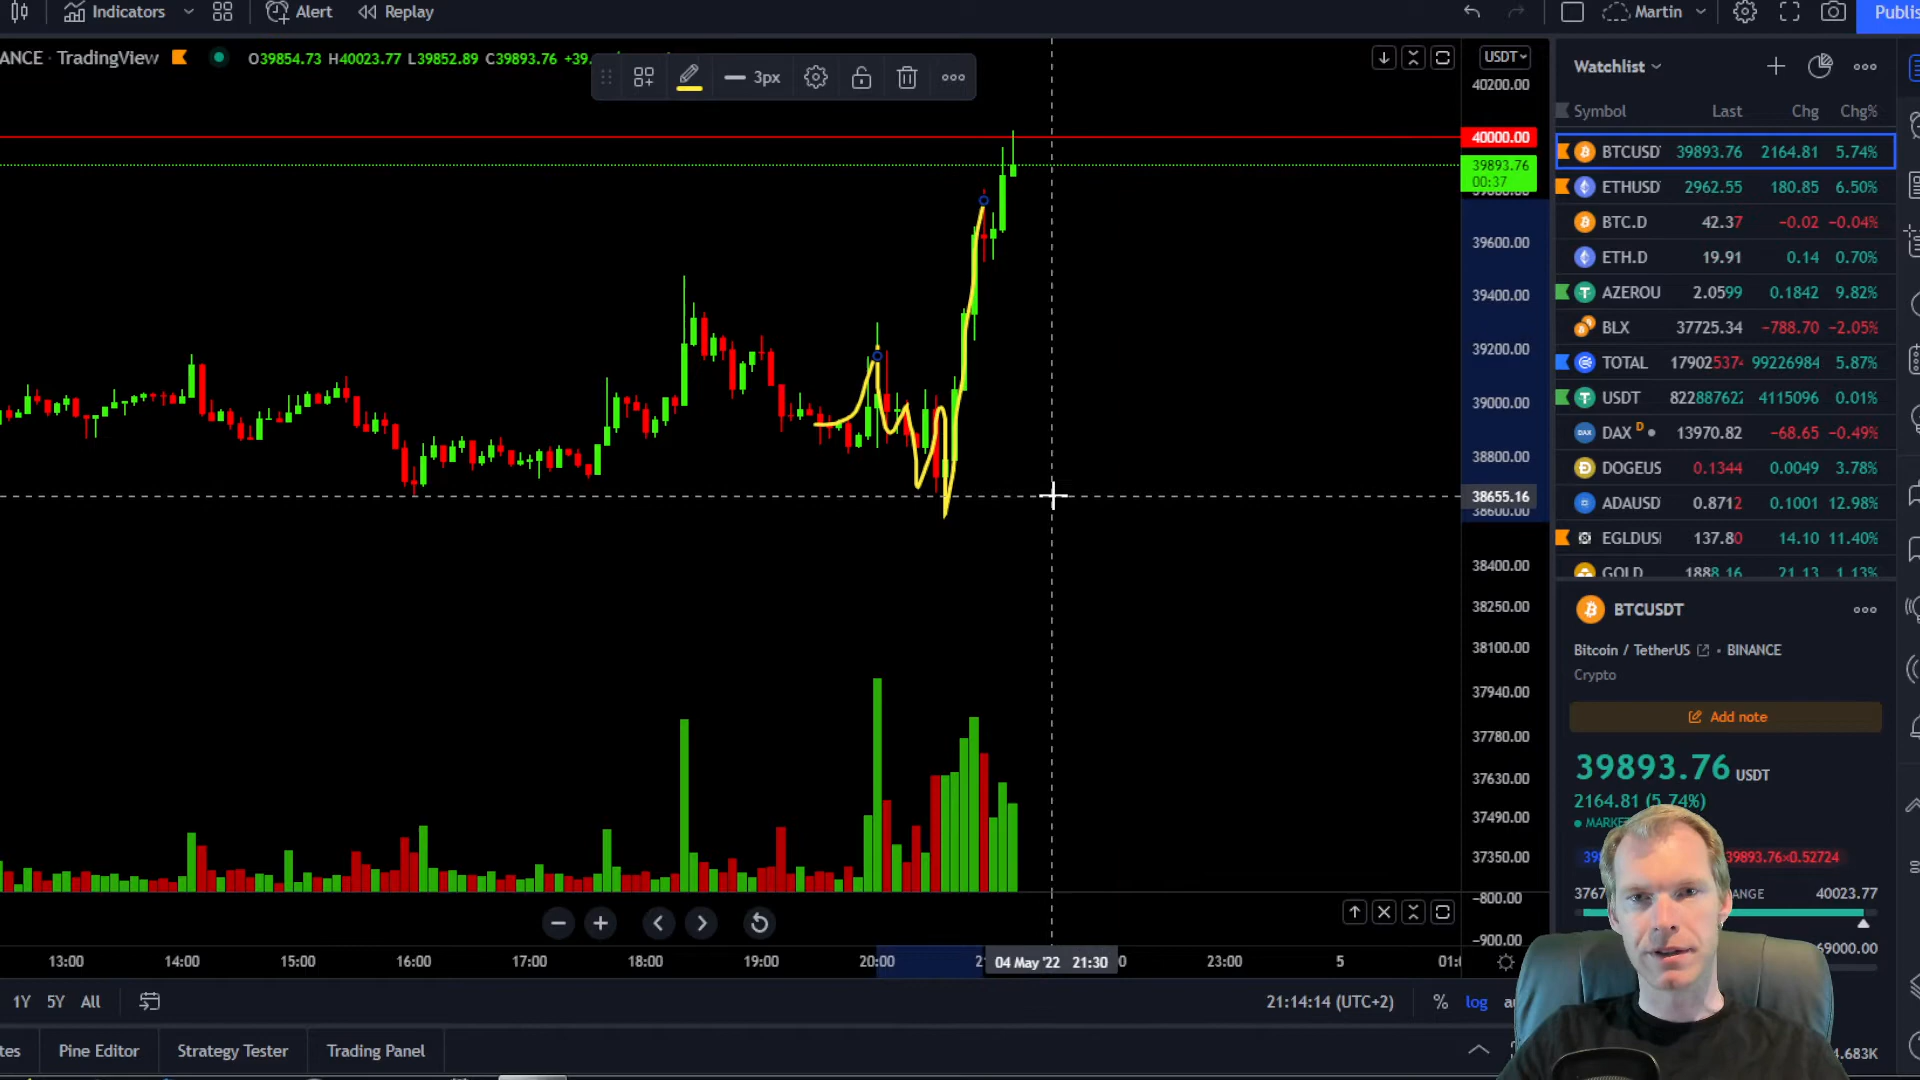 Indicators Alert Replay Martin Publis
ANCE · TradingView O39854.73 H40023.77 L39852.89 C39893.76 +39.
3px
USDT
40200.00
40000.00
39893.76
00:37
39600.00
39400.00
39200.00
39000.00
38800.00
38655.16
38600.00
38400.00
38250.00
38100.00
37940.00
37780.00
37630.00
37490.00
37350.00
−800.00
−900.00
13:00 14:00 15:00 16:00 17:00 18:00 19:00 20:00 04 May '22 21:30 23:00 5
1Y 5Y All 21:14:14 (UTC+2) % log
Pine Editor Strategy Tester Trading Panel
Watchlist
Symbol Last Chg Chg%
BTCUSD 39893.76 2164.81 5.74%
ETHUSD 2962.55 180.85 6.50%
BTC.D 42.37 −0.02 −0.04%
ETH.D 19.91 0.14 0.70%
AZEROU 2.0599 0.1842 9.82%
BLX 37725.34 −788.70 −2.05%
TOTAL 17902537 99226984 5.87%
USDT 822887622 4115096 0.01%
DAX D 13970.82 −68.65 −0.49%
DOGEUS 0.1344 0.0049 3.78%
ADAUSD 0.8712 0.1001 12.98%
EGLDUS 137.80 14.10 11.40%
GOLD 1888.16 21.13 1.13%
BTCUSDT
Bitcoin / TetherUS • BINANCE
Crypto
Add note
39893.76 USDT
2164.81 (5.74%)
MARKE
39893.76×0.52724
ANGE 40023.77
69000.00
.683K